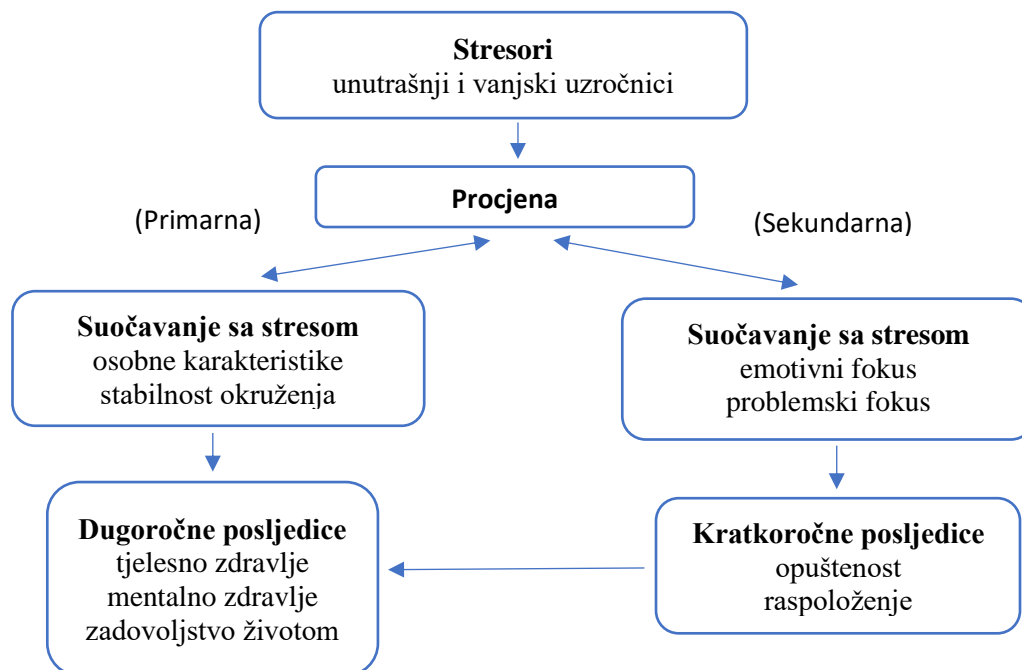 Stresori
unutrašnji i vanjski uzročnici
Procjena
(Primarna)
(Sekundarna)
Suočavanje sa stresom
osobne karakteristike
stabilnost okruženja
Suočavanje sa stresom
emotivni fokus
problemski fokus
Dugoročne posljedice
tjelesno zdravlje
mentalno zdravlje
zadovoljstvo životom
Kratkoročne posljedice
opuštenost
raspoloženje